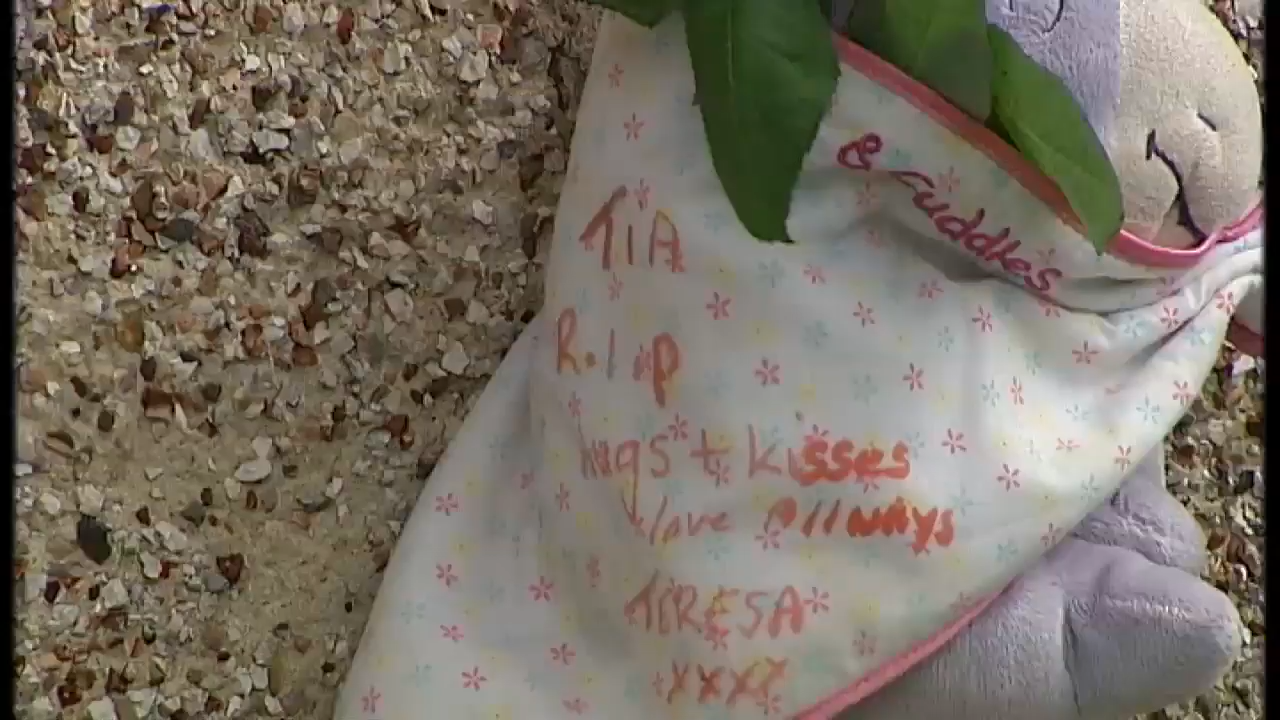 & cuddles
TIA
R.I.P
hugs + kisses
love Allways
TERESA
xxxx